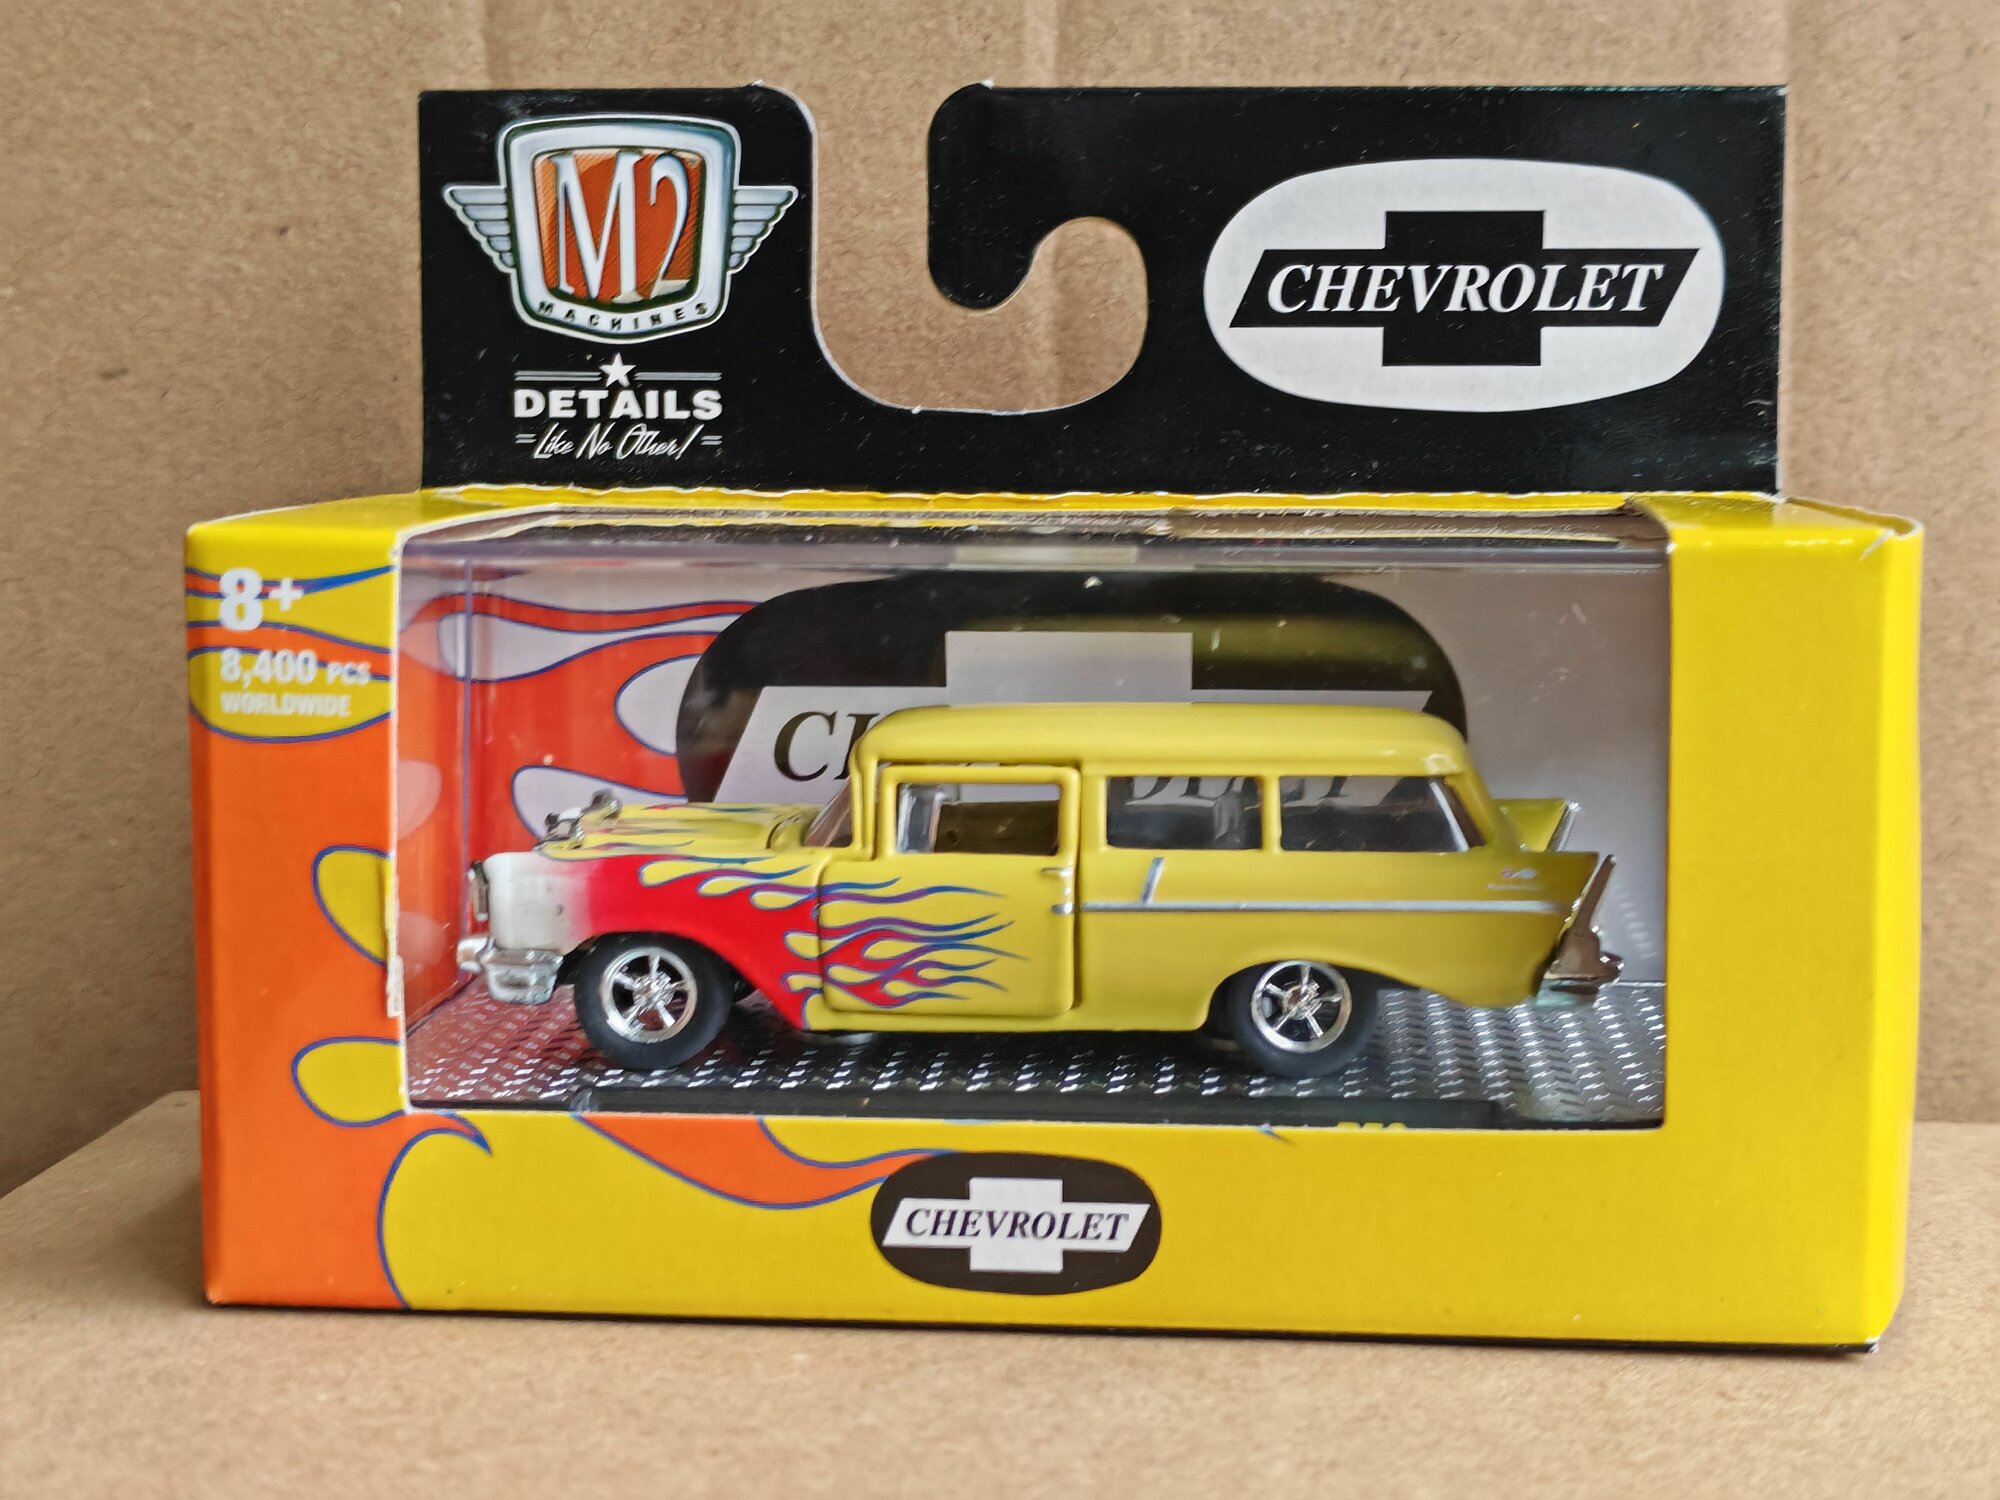 M2
MACHINES
DETAILS
Like No Other!
CHEVROLET
8+
8,400 PCS
WORLDWIDE
CHEVROLET